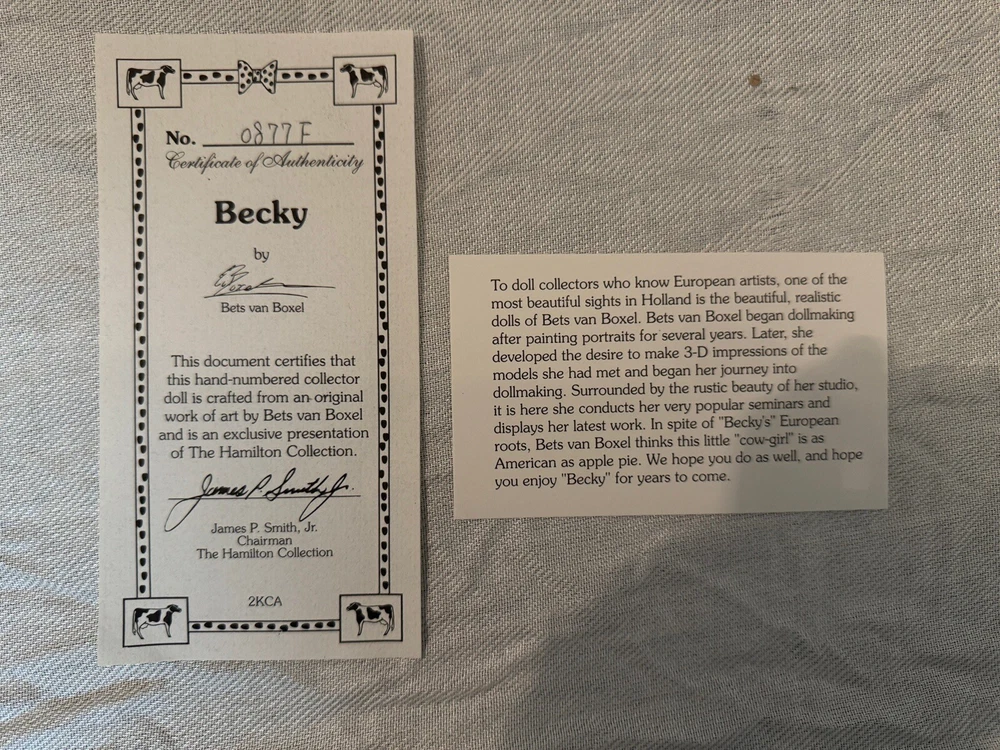 No. 0877F
Certificate of Authenticity
Becky
by
Bets van Boxel
This document certifies that
this hand-numbered collector
doll is crafted from an original
work of art by Bets van Boxel
and is an exclusive presentation
of The Hamilton Collection.
James P. Smith, Jr.
James P. Smith, Jr.
Chairman
The Hamilton Collection
2KCA
To doll collectors who know European artists, one of the
most beautiful sights in Holland is the beautiful, realistic
dolls of Bets van Boxel. Bets van Boxel began dollmaking
after painting portraits for several years. Later, she
developed the desire to make 3-D impressions of the
models she had met and began her journey into
dollmaking. Surrounded by the rustic beauty of her studio,
it is here she conducts her very popular seminars and
displays her latest work. In spite of "Becky's" European
roots, Bets van Boxel thinks this little "cow-girl" is as
American as apple pie. We hope you do as well, and hope
you enjoy "Becky" for years to come.